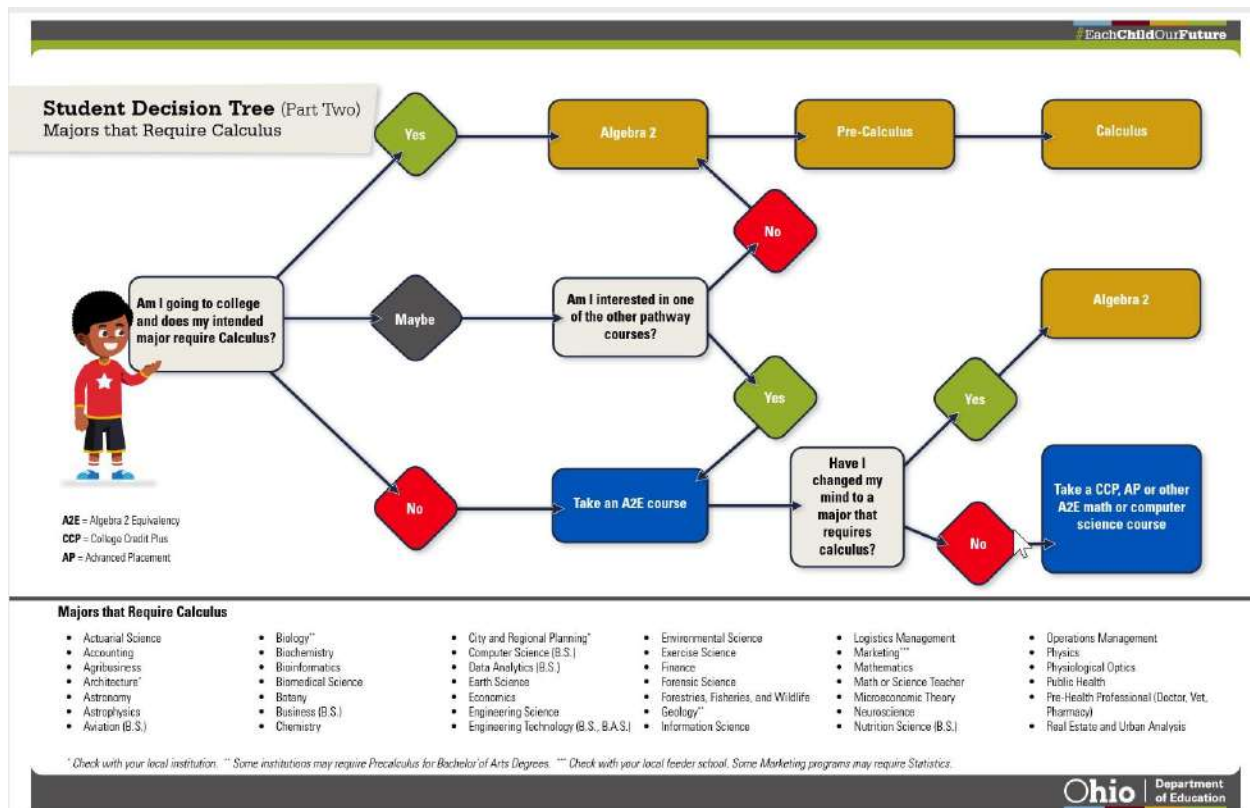 #EachChildOurFuture
Student Decision Tree (Part Two)
Majors that Require Calculus
Yes
Algebra 2
Pre-Calculus
Calculus
No
Am I going to college
and does my intended
major require Calculus?
Maybe
Am I interested in one
of the other pathway
courses?
Algebra 2
Yes
Yes
No
Take an A2E course
Have I
changed my
mind to a
major that
requires
calculus?
No
Take a CCP, AP or other
A2E math or computer
science course
A2E = Algebra 2 Equivalency
CCP = College Credit Plus
AP = Advanced Placement
Majors that Require Calculus
• Actuarial Science
• Accounting
• Agribusiness
• Architecture*
• Astronomy
• Astrophysics
• Aviation (B.S.)
• Biology**
• Biochemistry
• Bioinformatics
• Biomedical Science
• Botany
• Business (B.S.)
• Chemistry
• City and Regional Planning*
• Computer Science (B.S.)
• Data Analytics (B.S.)
• Earth Science
• Economics
• Engineering Science
• Engineering Technology (B.S., B.A.S.)
• Environmental Science
• Exercise Science
• Finance
• Forensic Science
• Forestries, Fisheries, and Wildlife
• Geology**
• Information Science
• Logistics Management
• Marketing***
• Mathematics
• Math or Science Teacher
• Microeconomic Theory
• Neuroscience
• Nutrition Science (B.S.)
• Operations Management
• Physics
• Physiological Optics
• Public Health
• Pre-Health Professional (Doctor, Vet,
Pharmacy)
• Real Estate and Urban Analysis
* Check with your local institution. ** Some institutions may require Precalculus for Bachelor of Arts Degrees. *** Check with your local feeder school. Some Marketing programs may require Statistics.
Ohio
Department
of Education